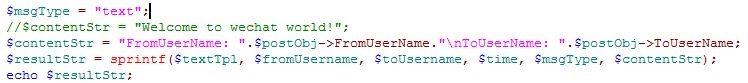 $msgType = "text";
//$contentStr = "Welcome to wechat world!";
$contentStr = "FromUserName: ".$postObj->FromUserName."\nToUserName: ".$postObj->ToUserName;
$resultStr = sprintf($textTpl, $fromUsername, $toUsername, $time, $msgType, $contentStr);
echo $resultStr;